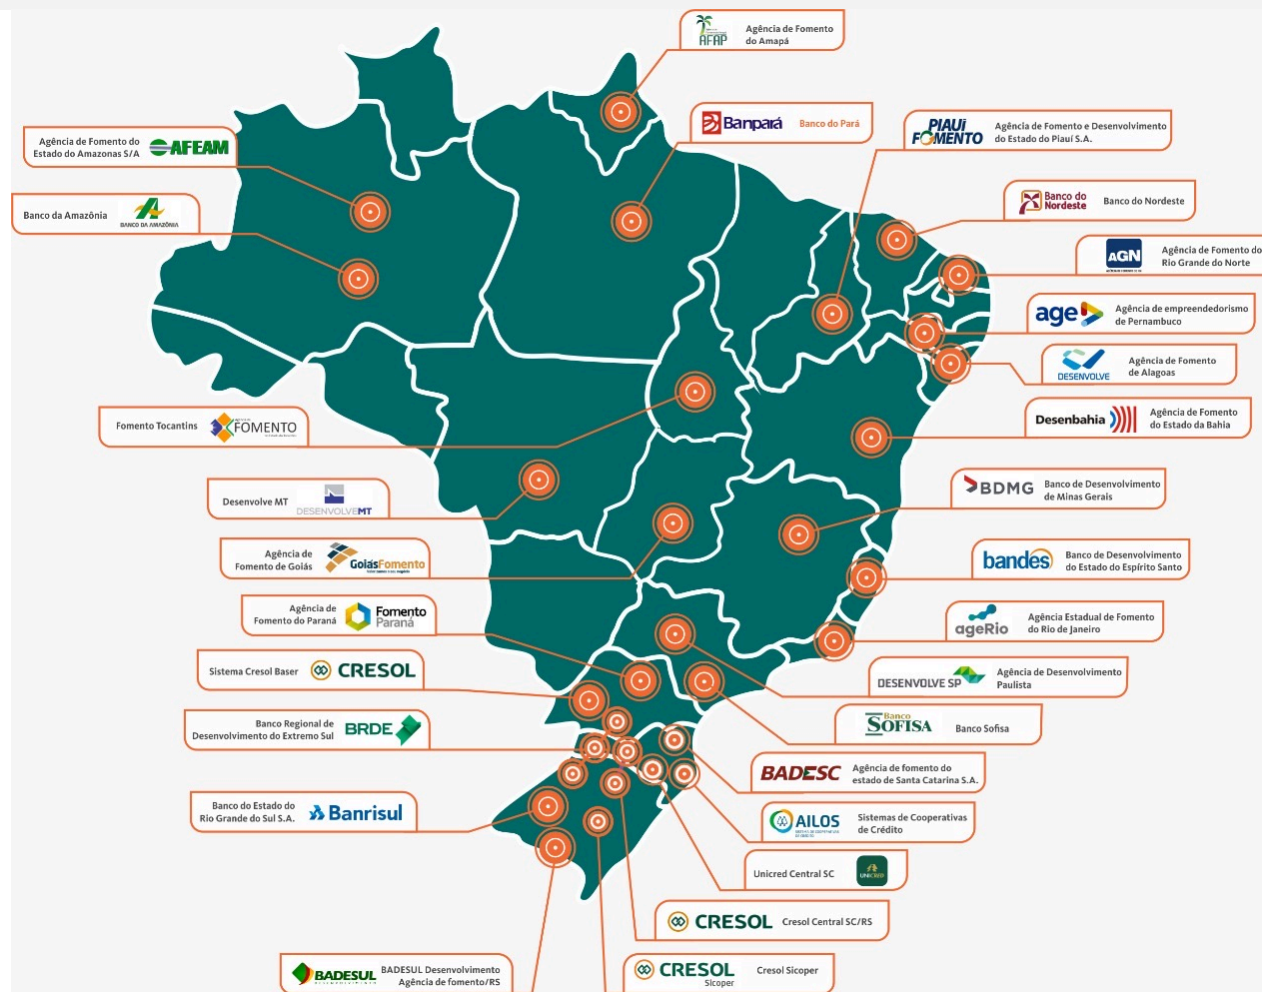 AFAP
Agência de Fomento
do Amapá
Banpará
Banco do Pará
PIAUÍ
FOMENTO
Agência de Fomento e Desenvolvimento
do Estado do Piauí S.A.
Agência de Fomento do
Estado do Amazonas S/A
AFEAM
Banco da Amazônia
BANCO DA AMAZÔNIA
Banco do
Nordeste
Banco do Nordeste
AGN
Agência de Fomento do
Rio Grande do Norte
age
Agência de empreendedorismo
de Pernambuco
DESENVOLVE
Agência de Fomento
de Alagoas
Desenbahia
Agência de Fomento
do Estado da Bahia
Fomento Tocantins
FOMENTO
BDMG
Banco de Desenvolvimento
de Minas Gerais
Desenvolve MT
DESENVOLVEMT
Agência de
Fomento de Goiás
GoiásFomento
bandes
Banco de Desenvolvimento
do Estado do Espírito Santo
Agência de
Fomento do Paraná
Fomento
Paraná
ageRio
Agência Estadual de Fomento
do Rio de Janeiro
Sistema Cresol Baser
CRESOL
DESENVOLVE SP
Agência de Desenvolvimento
Paulista
Banco Regional de
Desenvolvimento do Extremo Sul
BRDE
Banco
SOFISA
Banco Sofisa
BADESC
Agência de fomento do
estado de Santa Catarina S.A.
Banco do Estado do
Rio Grande do Sul S.A.
Banrisul
AILOS
Sistemas de Cooperativas
de Crédito
Unicred Central SC
UNICRED
CRESOL
Cresol Central SC/RS
BADESUL
BADESUL Desenvolvimento
Agência de fomento/RS
CRESOL
Sicoper
Cresol Sicoper